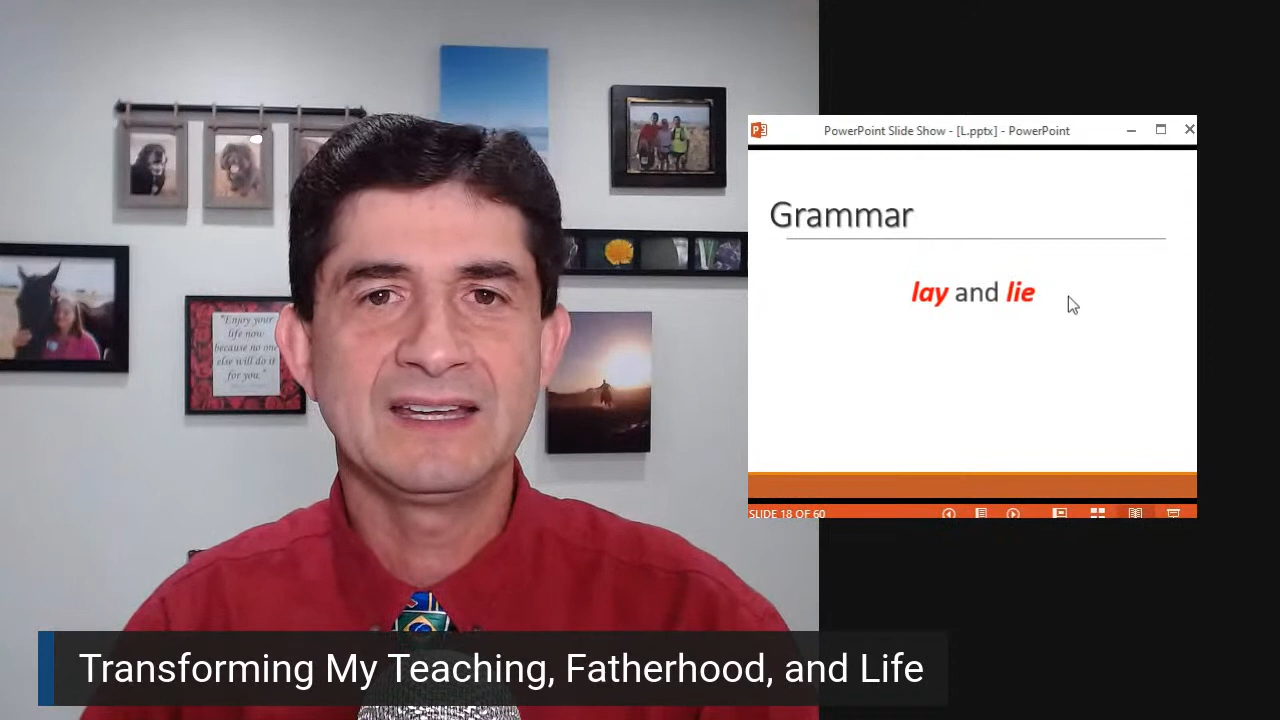 "Enjoy your
life now
because no one
else will do it
for you."
PowerPoint Slide Show - [L.pptx] - PowerPoint
Grammar
lay and lie
SLIDE 18 OF 60
Transforming My Teaching, Fatherhood, and Life